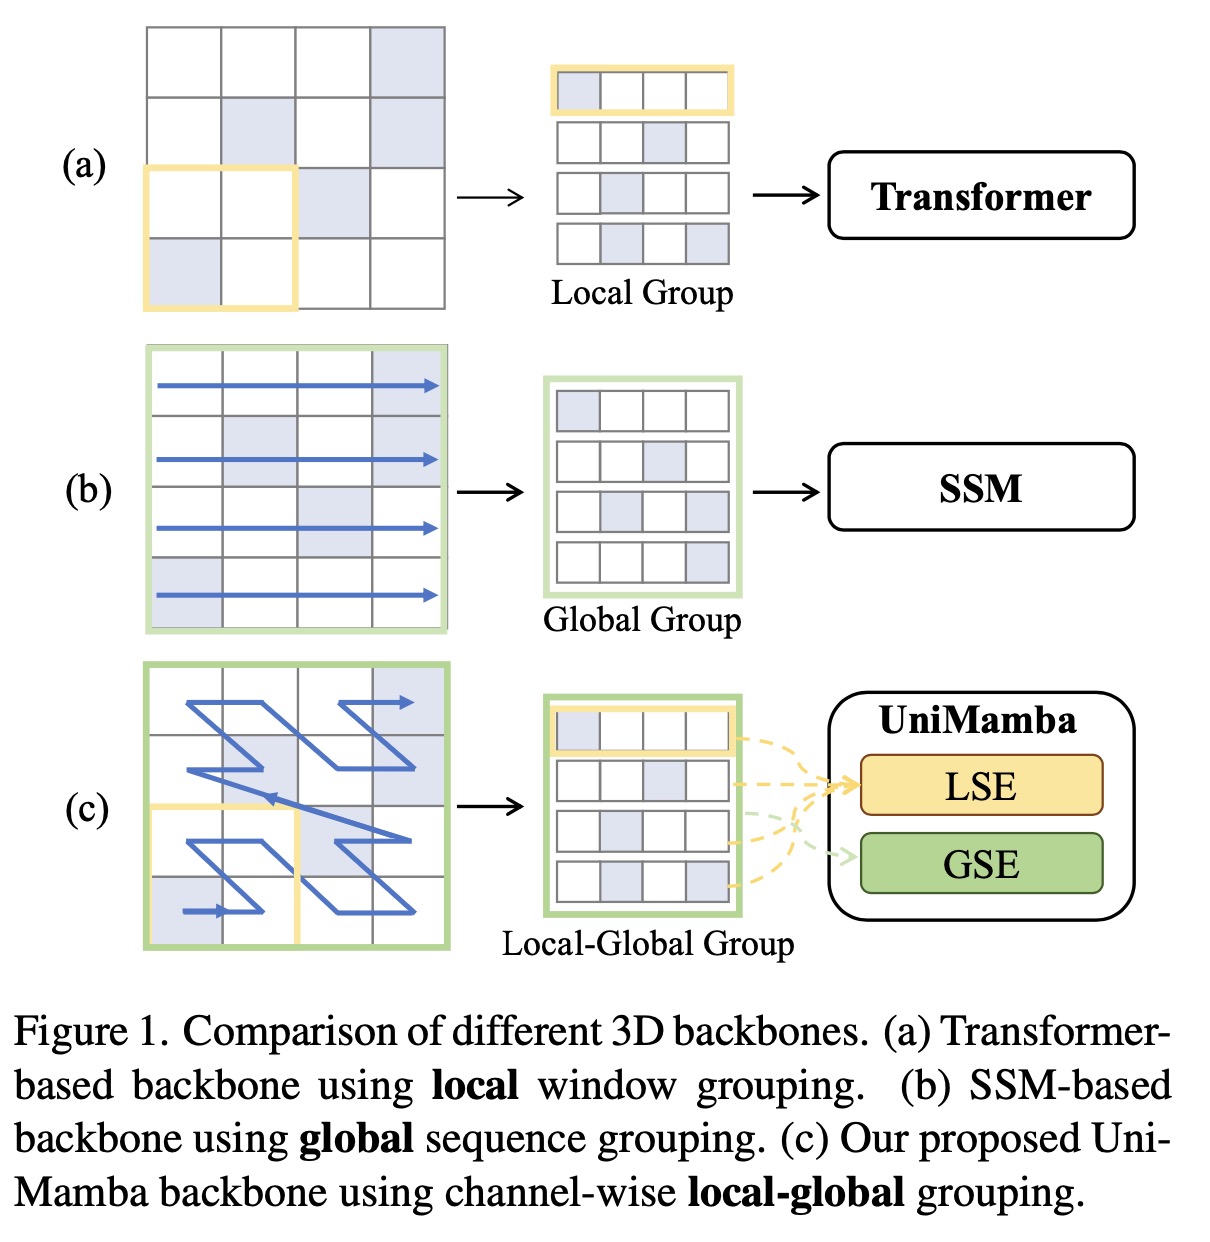 (a)
Local Group
Transformer
(b)
Global Group
SSM
(c)
Local-Global Group
UniMamba
LSE
GSE
Figure 1. Comparison of different 3D backbones. (a) Transformer-
based backbone using local window grouping. (b) SSM-based
backbone using global sequence grouping. (c) Our proposed Uni-
Mamba backbone using channel-wise local-global grouping.